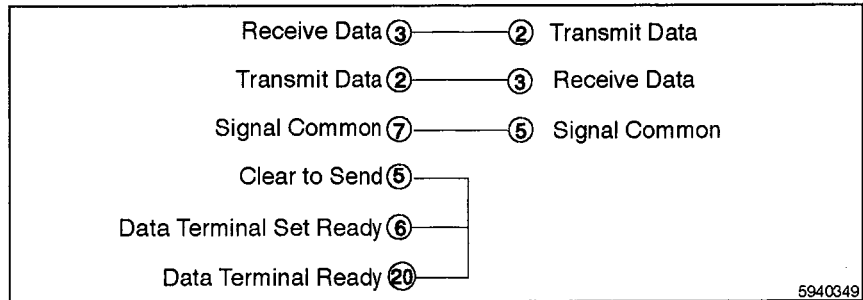 Receive Data 3 2 Transmit Data
Transmit Data 2 3 Receive Data
Signal Common 7 5 Signal Common
Clear to Send 5
Data Terminal Set Ready 6
Data Terminal Ready 20
5940349